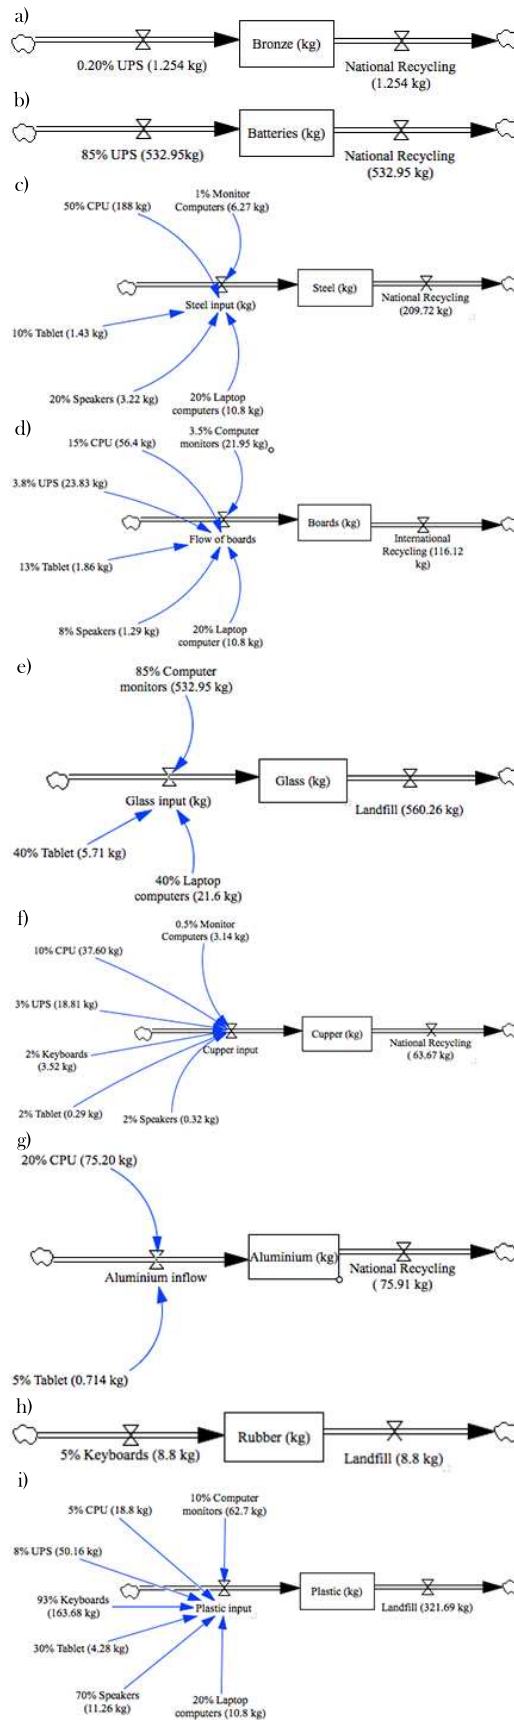 a)
Bronze (kg)
0.20% UPS (1.254 kg)
National Recycling
(1.254 kg)
b)
Batteries (kg)
85% UPS (532.95kg)
National Recycling
(532.95 kg)
c)
50% CPU (188 kg)
1% Monitor
Computers (6.27 kg)
Steel (kg)
Steel input (kg)
National Recycling
(209.72 kg)
10% Tablet (1.43 kg)
20% Speakers (3.22 kg)
20% Laptop
computers (10.8 kg)
d)
15% CPU (56.4 kg)
3.5% Computer
monitors (21.95 kg)
3.8% UPS (23.83 kg)
Boards (kg)
Flow of boards
International
Recycling (116.12
kg)
13% Tablet (1.86 kg)
8% Speakers (1.29 kg)
20% Laptop
computer (10.8 kg)
e)
85% Computer
monitors (532.95 kg)
Glass (kg)
Glass input (kg)
Landfill (560.26 kg)
40% Tablet (5.71 kg)
40% Laptop
computers (21.6 kg)
f)
0.5% Monitor
Computers (3.14 kg)
10% CPU (37.60 kg)
3% UPS (18.81 kg)
Cupper (kg)
Cupper input
National Recycling
( 63.67 kg)
2% Keyboards
(3.52 kg)
2% Tablet (0.29 kg)
2% Speakers (0.32 kg)
g)
20% CPU (75.20 kg)
Aluminium (kg)
Aluminium inflow
National Recycling
( 75.91 kg)
5% Tablet (0.714 kg)
h)
Rubber (kg)
5% Keyboards (8.8 kg)
Landfill (8.8 kg)
i)
5% CPU (18.8 kg)
10% Computer
monitors (62.7 kg)
8% UPS (50.16 kg)
Plastic (kg)
93% Keyboards
(163.68 kg)
Plastic input
Landfill (321.69 kg)
30% Tablet (4.28 kg)
70% Speakers
(11.26 kg)
20% Laptop
computers (10.8 kg)